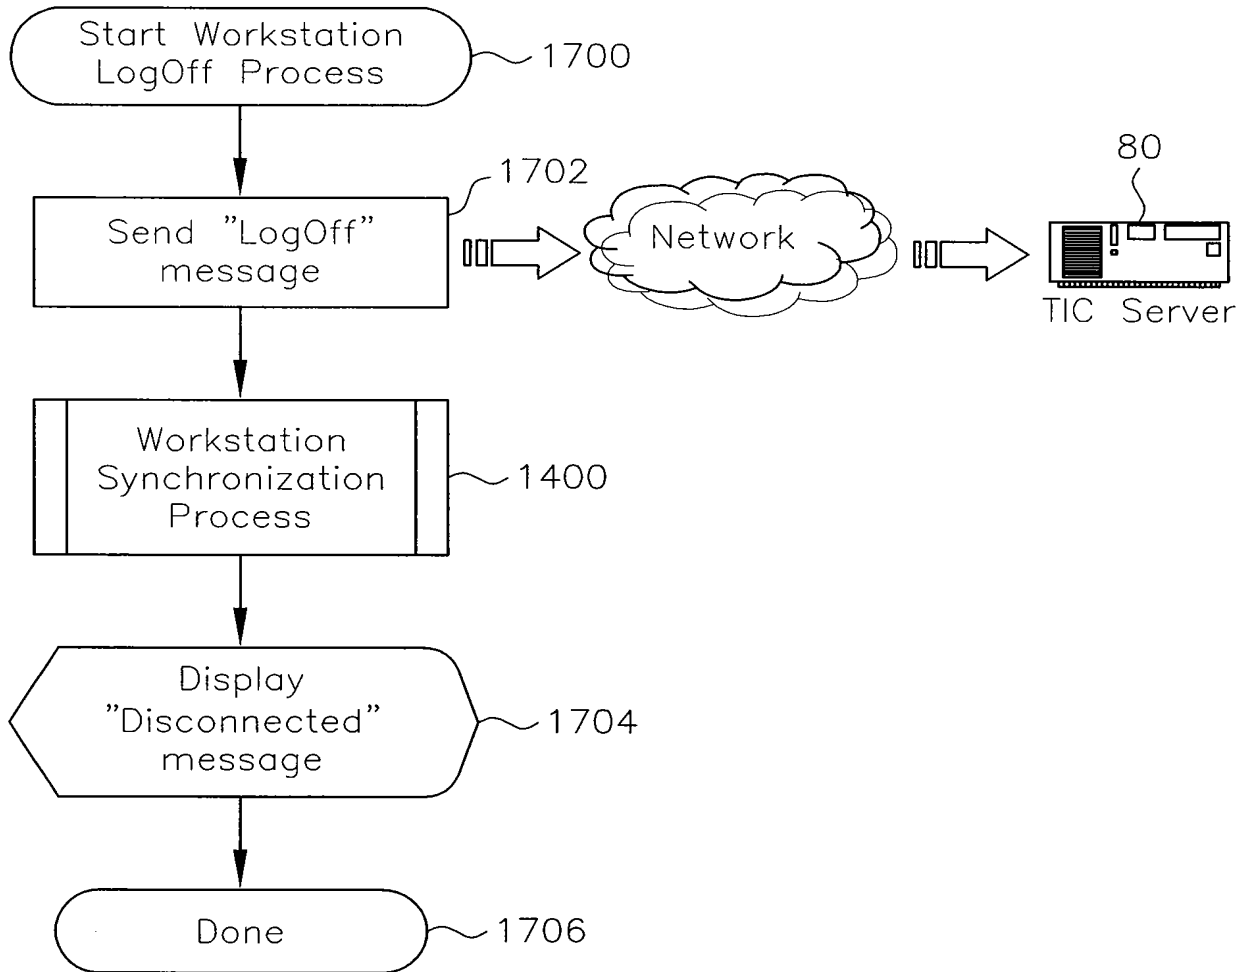 Start Workstation
LogOff Process
1700
1702
80
Send "LogOff"
message
Network
TIC Server
Workstation
Synchronization
Process
1400
Display
"Disconnected"
message
1704
Done
1706